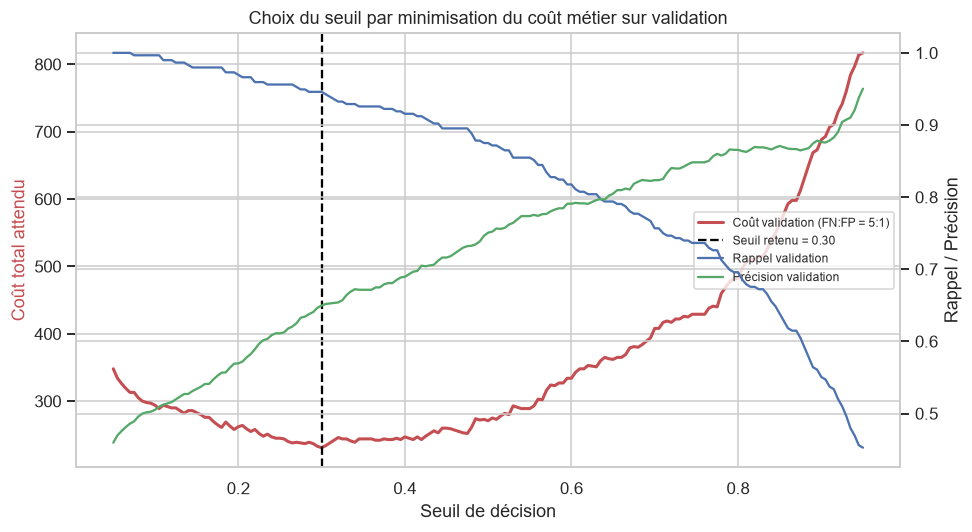 Choix du seuil par minimisation du coût métier sur validation
Coût total attendu
800
700
600
500
400
300
1.0
0.9
0.8
0.7
0.6
0.5
Rappel / Précision
Coût validation (FN:FP = 5:1)
Seuil retenu = 0.30
Rappel validation
Précision validation
0.2
0.4
0.6
0.8
Seuil de décision